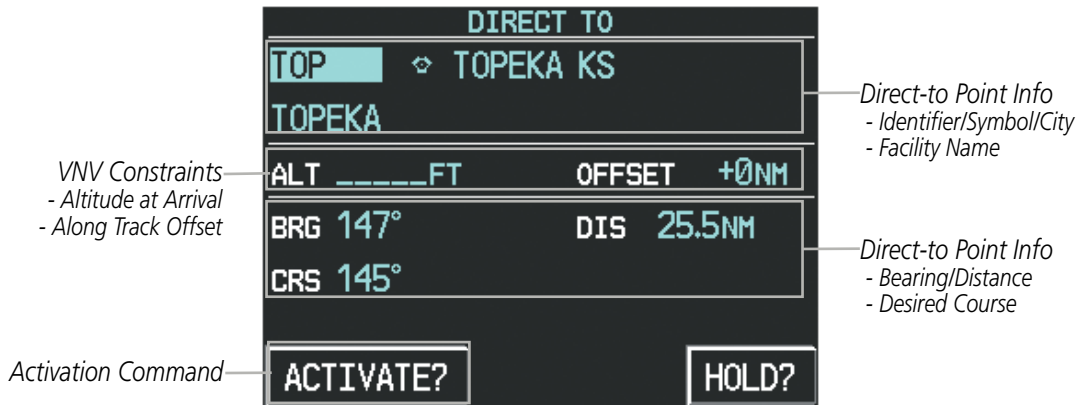 DIRECT TO
TOP TOPEKA KS
TOPEKA
Direct-to Point Info
- Identifier/Symbol/City
- Facility Name
VNV Constraints
- Altitude at Arrival
- Along Track Offset
ALT _____FT OFFSET +0NM
BRG 147° DIS 25.5NM
CRS 145°
Direct-to Point Info
- Bearing/Distance
- Desired Course
Activation Command
ACTIVATE? HOLD?